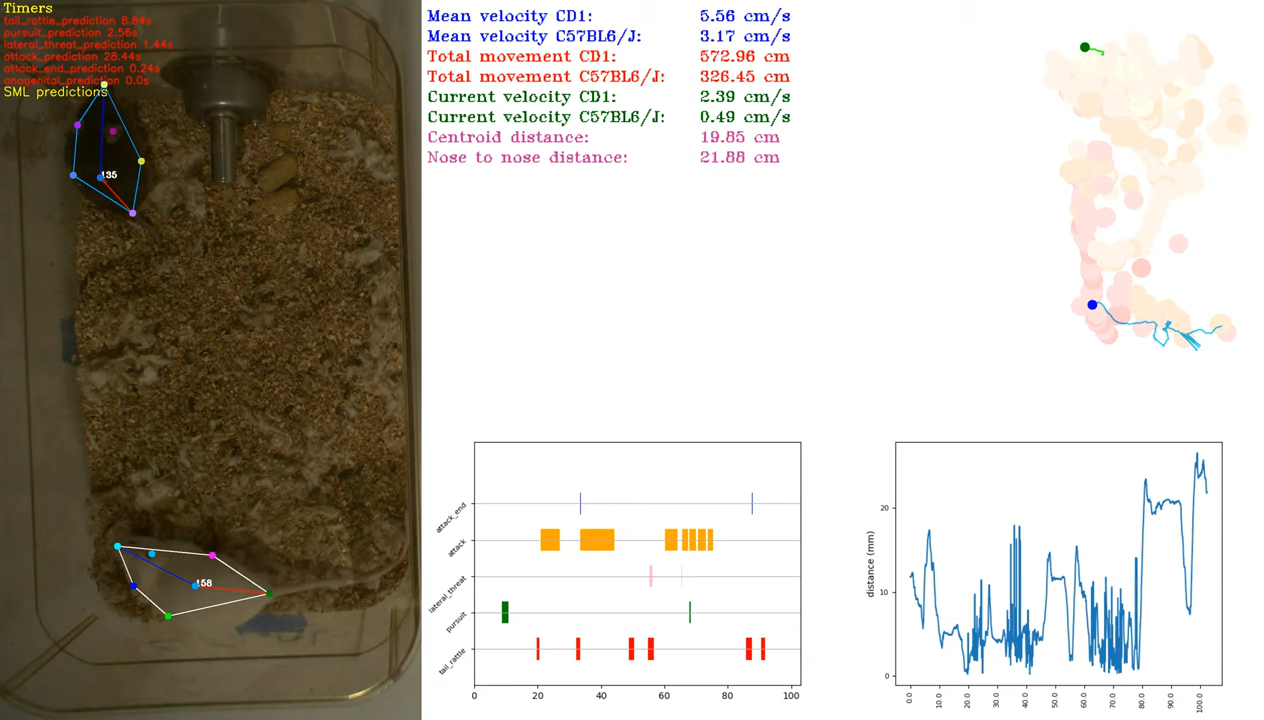 Timers
tail_rattle_prediction 8.84s
pursuit_prediction 2.56s
lateral_threat_prediction 1.44s
attack_prediction 28.44s
attack_end_prediction 0.24s
anogenital_prediction 0.0s
SML predictions
135
158
Mean velocity CD1: 5.56 cm/s
Mean velocity C57BL6/J: 3.17 cm/s
Total movement CD1: 572.96 cm
Total movement C57BL6/J: 326.45 cm
Current velocity CD1: 2.39 cm/s
Current velocity C57BL6/J: 0.49 cm/s
Centroid distance: 19.85 cm
Nose to nose distance: 21.88 cm
attack_end
attack
lateral_threat
pursuit
tail_rattle
0 20 40 60 80 100
distance (mm)
20
10
0
0.0 10.0 20.0 30.0 40.0 50.0 60.0 70.0 80.0 90.0 100.0